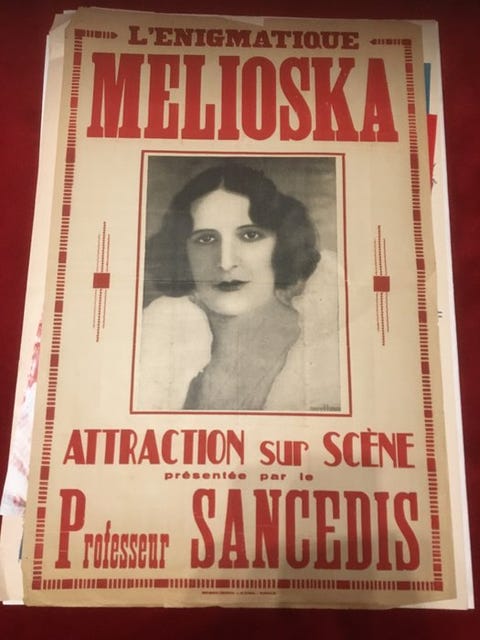 L'ENIGMATIQUE
MELIOSKA
ATTRACTION sur SCÈNE
présentée par le
Professeur SANCEDIS